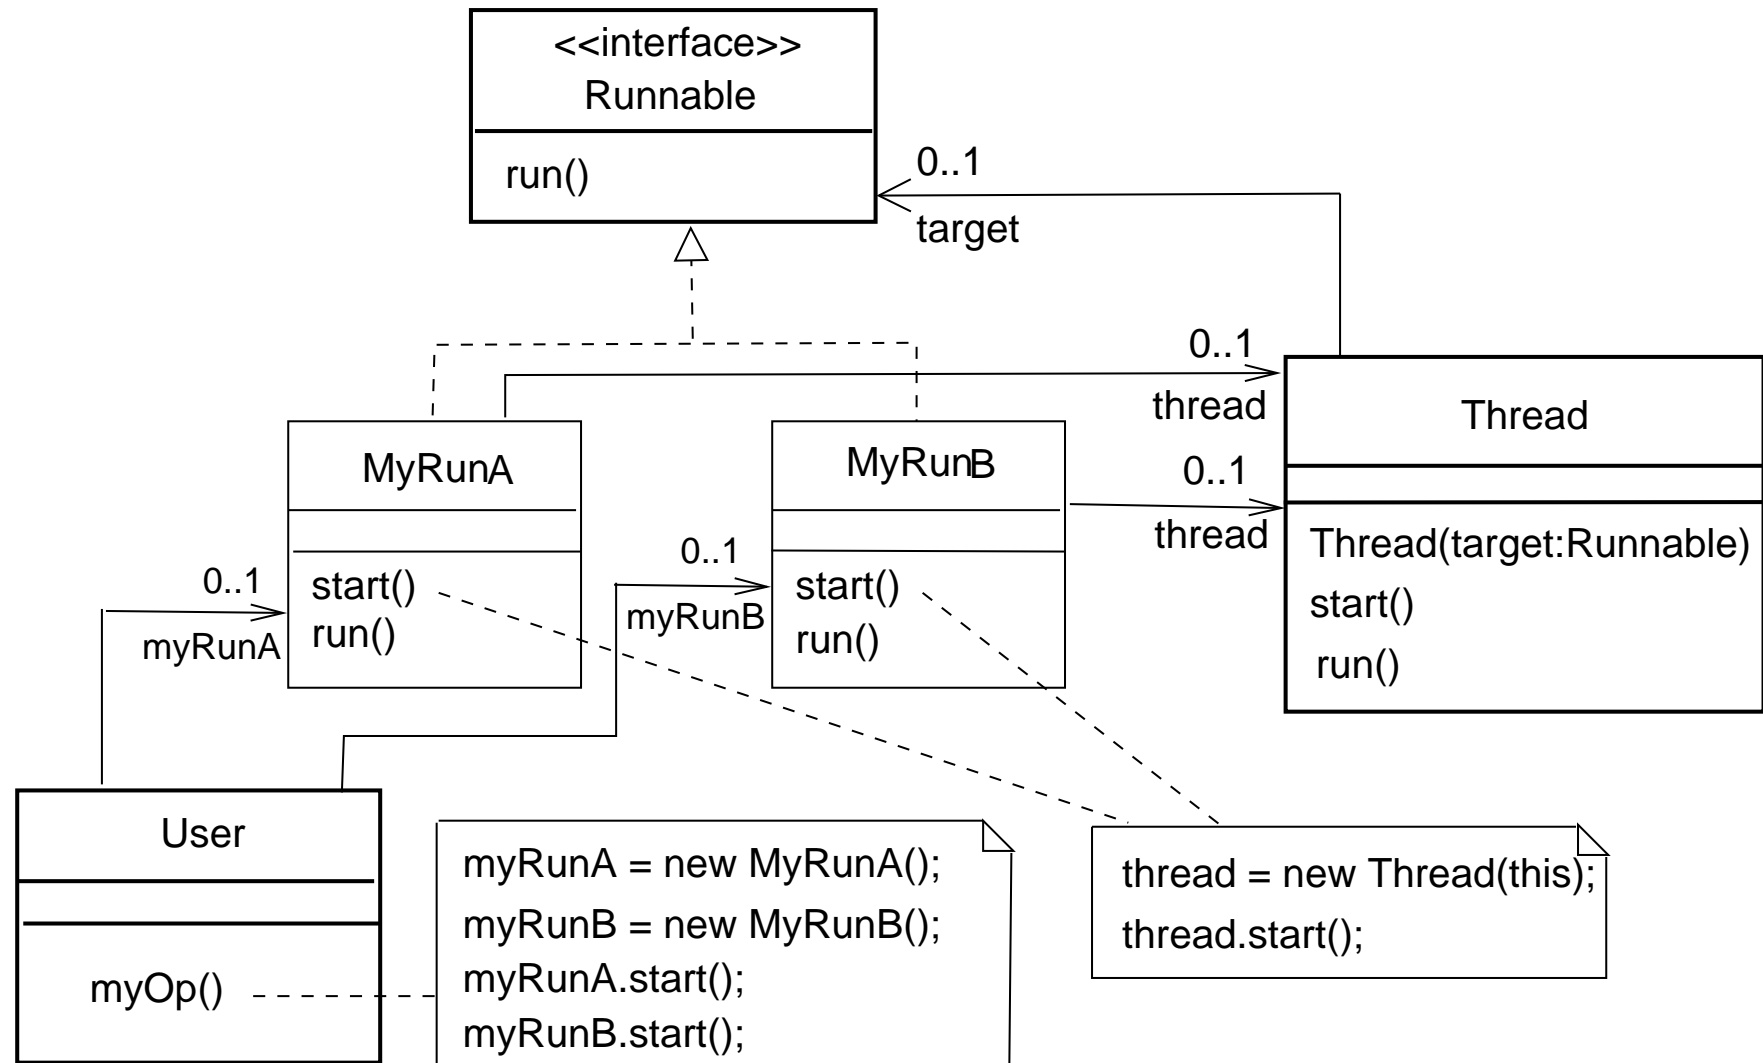 <<interface>>
Runnable
run()
0..1
target
0..1
thread
Thread
MyRunA
MyRunB
0..1
thread
Thread(target:Runnable)
start()
run()
0..1
myRunA
start()
run()
0..1
myRunB
start()
run()
User
myOp()
myRunA = new MyRunA();
myRunB = new MyRunB();
myRunA.start();
myRunB.start();
thread = new Thread(this);
thread.start();